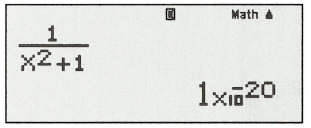 D Math ▲
1
X²+1
1×10⁻²⁰